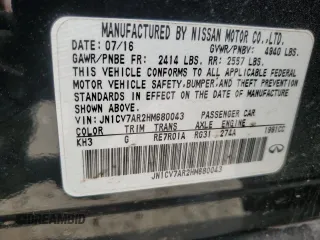 MANUFACTURED BY NISSAN MOTOR CO.,LTD.
DATE: 07/16 GVWR/PNBV: 4940 LBS.
GAWR/PNBE FR: 2414 LBS. RR: 2557 LBS.
THIS VEHICLE CONFORMS TO ALL APPLICABLE FEDERAL
MOTOR VEHICLE SAFETY, BUMPER, AND THEFT PREVENTION
STANDARDS IN EFFECT ON THE DATE OF MANUFACTURE
SHOWN ABOVE.
VIN: JN1CV7AR2HM680043 PASSENGER CAR
COLOR TRIM TRANS AXLE ENGINE
KH3 G RE7R01A RG31 274A 1991CC
JN1CV7AR2HM680043